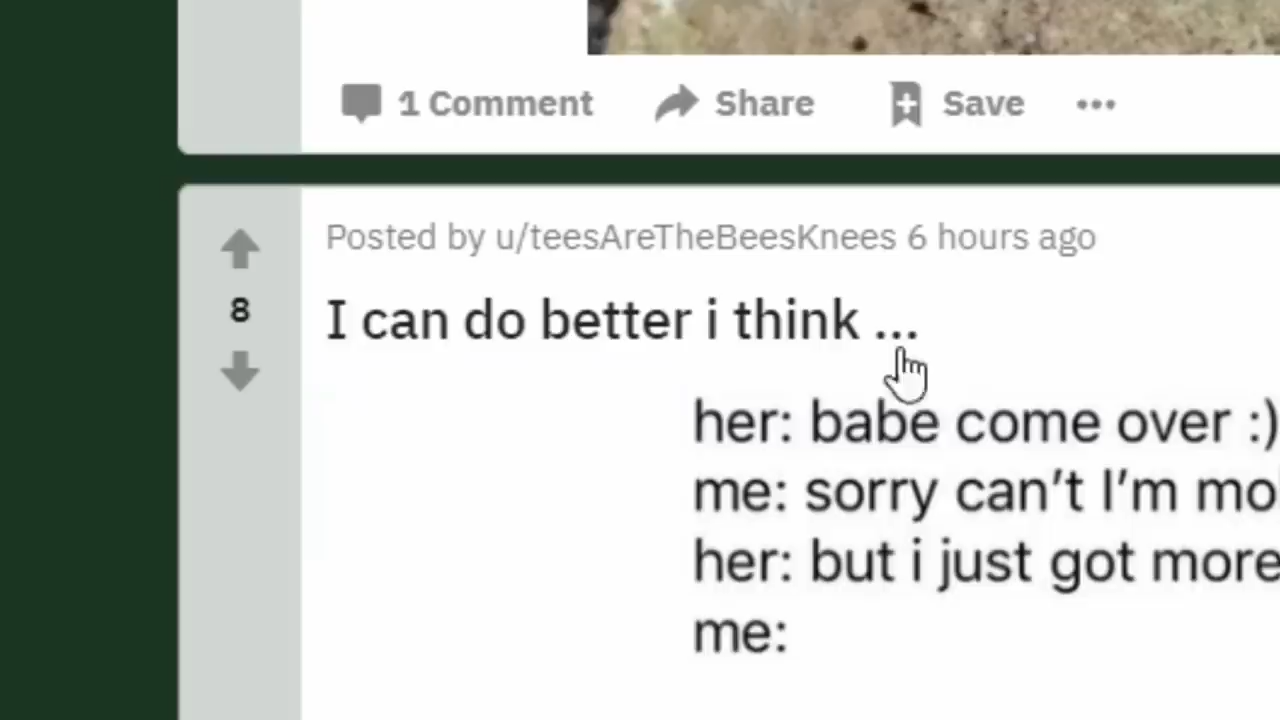 1 Comment Share Save
Posted by u/teesAreTheBeesKnees 6 hours ago
8
I can do better i think ...
her: babe come over :)
me: sorry can’t I’m
her: but i just got more
me: